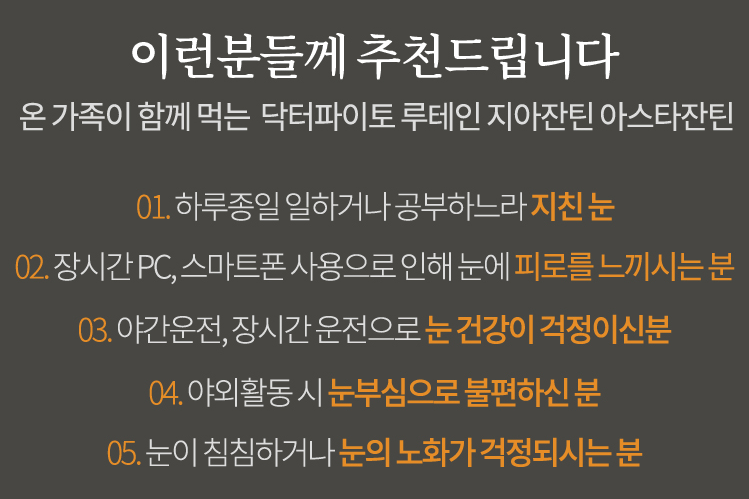 이런분들께 추천드립니다
온 가족이 함께 먹는 닥터파이토 루테인 지아잔틴 아스타잔틴
01. 하루종일 일하거나 공부하느라 지친 눈
02. 장시간 PC, 스마트폰 사용으로 인해 눈에 피로를 느끼시는 분
03. 야간운전, 장시간 운전으로 눈 건강이 걱정이신분
04. 야외활동 시 눈부심으로 불편하신 분
05. 눈이 침침하거나 눈의 노화가 걱정되시는 분